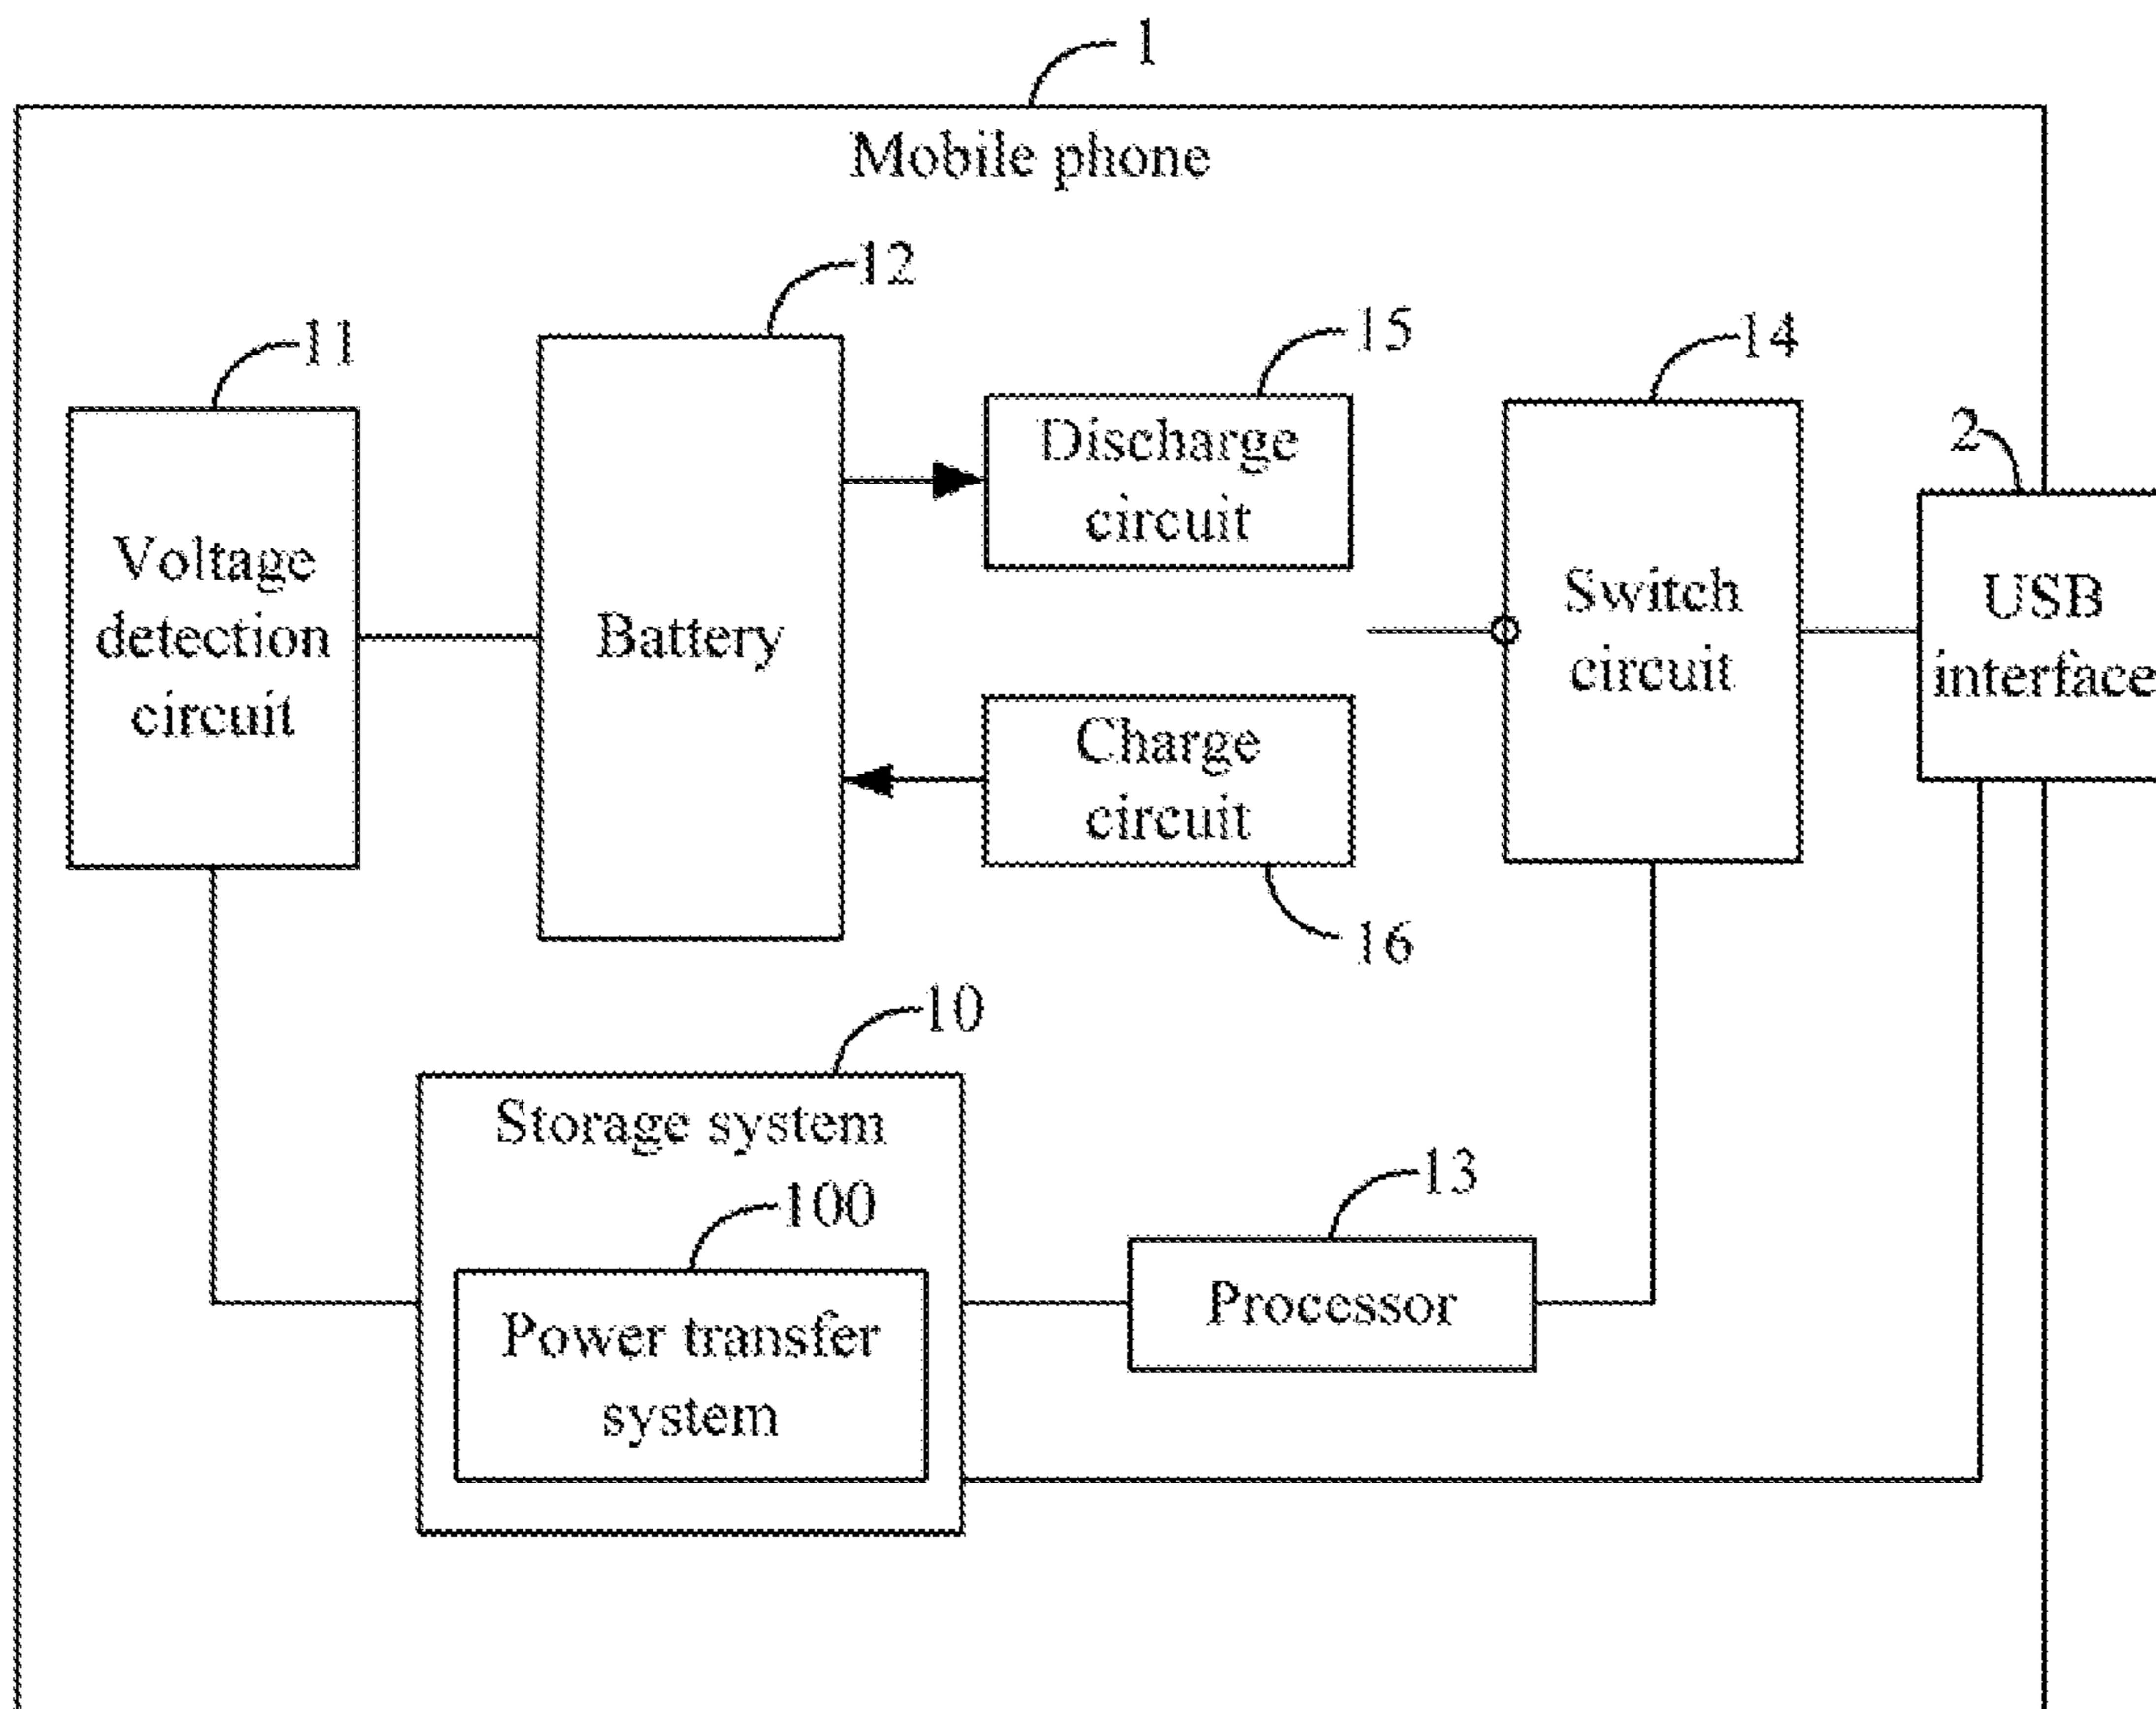 1
Mobile phone
12
11
15
14
2
Discharge
circuit
Voltage
detection
circuit
Battery
Switch
circuit
USB
interface
Charge
circuit
16
10
Storage system
100
Power transfer
system
13
Processor